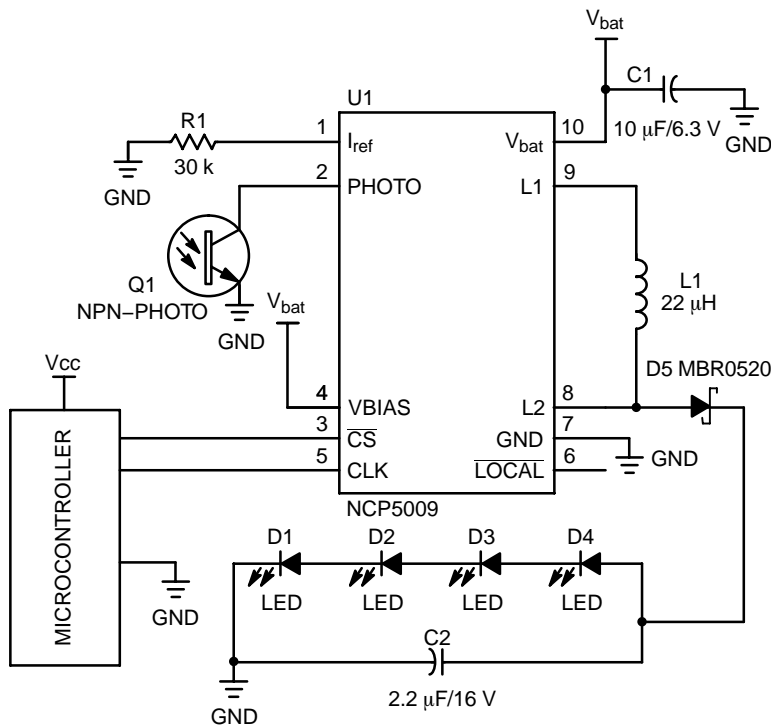 Vbat
C1
10 μF/6.3 V
GND
U1
R1
30 k
GND
1
Iref
Vbat
10
2
PHOTO
L1
9
Q1
NPN−PHOTO
GND
Vbat
L1
22 μH
Vcc
D5 MBR0520
4
VBIAS
L2
8
3
CS
GND
7
GND
5
CLK
LOCAL
6
NCP5009
MICROCONTROLLER
GND
D1
D2
D3
D4
LED
LED
LED
LED
C2
2.2 μF/16 V
GND